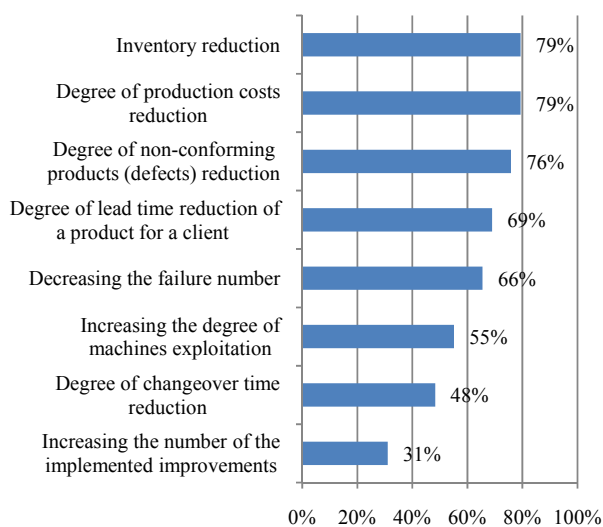 Inventory reduction
79%
Degree of production costs
reduction
79%
Degree of non-conforming
products (defects) reduction
76%
Degree of lead time reduction of
a product for a client
69%
Decreasing the failure number
66%
Increasing the degree of
machines exploitation
55%
Degree of changeover time
reduction
48%
Increasing the number of the
implemented improvements
31%
0% 20% 40% 60% 80% 100%